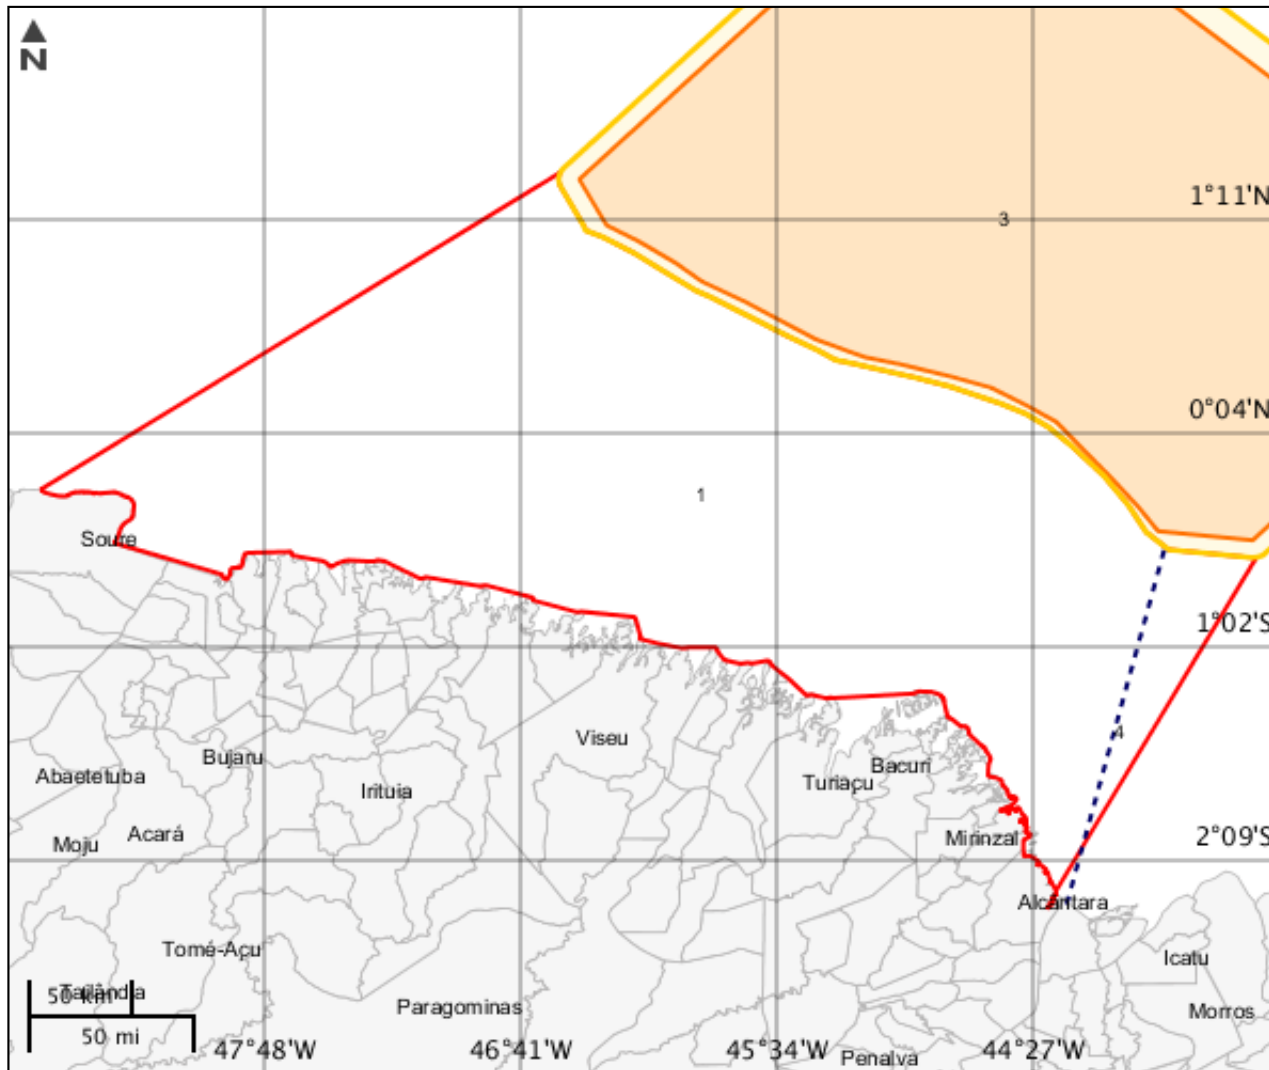 N
1°11'N
3
0°04'N
1
Soure
1°02'S
4
Viseu
Bujaru
Bacuri
Abaetetuba
Turiaçu
Irituia
Acará
Mirinzal
2°09'S
Moju
Alcântara
Tomé-Açu
Icatu
Tailândia
50 km
Paragominas
Morros
50 mi
47°48'W
46°41'W
45°34'W
44°27'W
Penalva